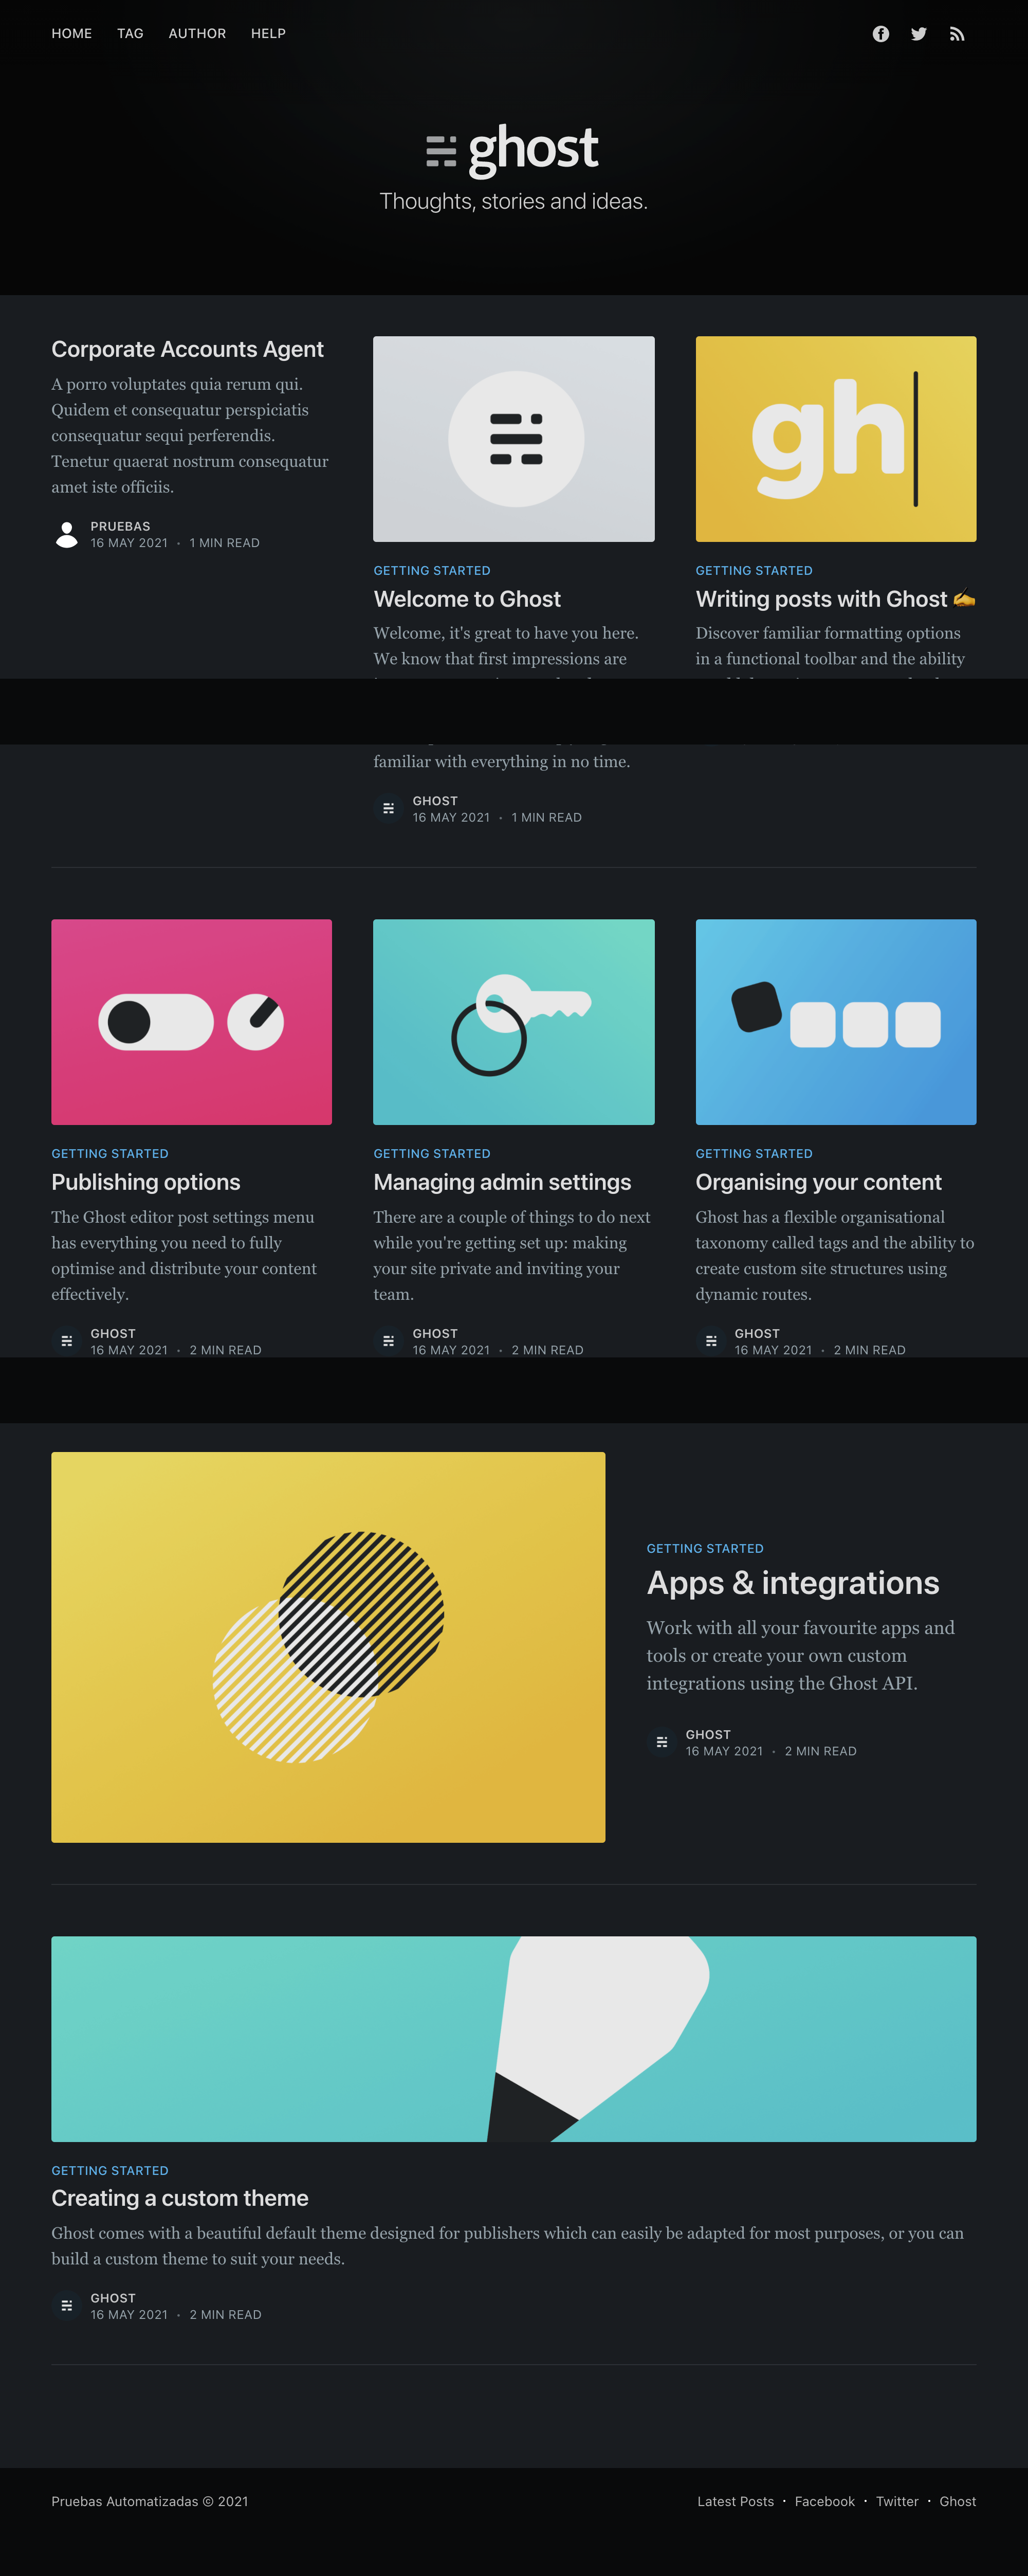 HOME TAG AUTHOR HELP
ghost
Thoughts, stories and ideas.
Corporate Accounts Agent
A porro voluptates quia rerum qui.
Quidem et consequatur perspiciatis
consequatur sequi perferendis.
Tenetur quaerat nostrum consequatur
amet iste officiis.
PRUEBAS
16 MAY 2021 • 1 MIN READ
GETTING STARTED
Welcome to Ghost
Welcome, it's great to have you here.
We know that first impressions are
gh
GETTING STARTED
Writing posts with Ghost ✍️
Discover familiar formatting options
in a functional toolbar and the ability
familiar with everything in no time.
GHOST
16 MAY 2021 • 1 MIN READ
GETTING STARTED
Publishing options
The Ghost editor post settings menu
has everything you need to fully
optimise and distribute your content
effectively.
GHOST
16 MAY 2021 • 2 MIN READ
GETTING STARTED
Managing admin settings
There are a couple of things to do next
while you're getting set up: making
your site private and inviting your
team.
GHOST
16 MAY 2021 • 2 MIN READ
GETTING STARTED
Organising your content
Ghost has a flexible organisational
taxonomy called tags and the ability to
create custom site structures using
dynamic routes.
GHOST
16 MAY 2021 • 2 MIN READ
GETTING STARTED
Apps & integrations
Work with all your favourite apps and
tools or create your own custom
integrations using the Ghost API.
GHOST
16 MAY 2021 • 2 MIN READ
GETTING STARTED
Creating a custom theme
Ghost comes with a beautiful default theme designed for publishers which can easily be adapted for most purposes, or you can
build a custom theme to suit your needs.
GHOST
16 MAY 2021 • 2 MIN READ
Pruebas Automatizadas © 2021
Latest Posts • Facebook • Twitter • Ghost